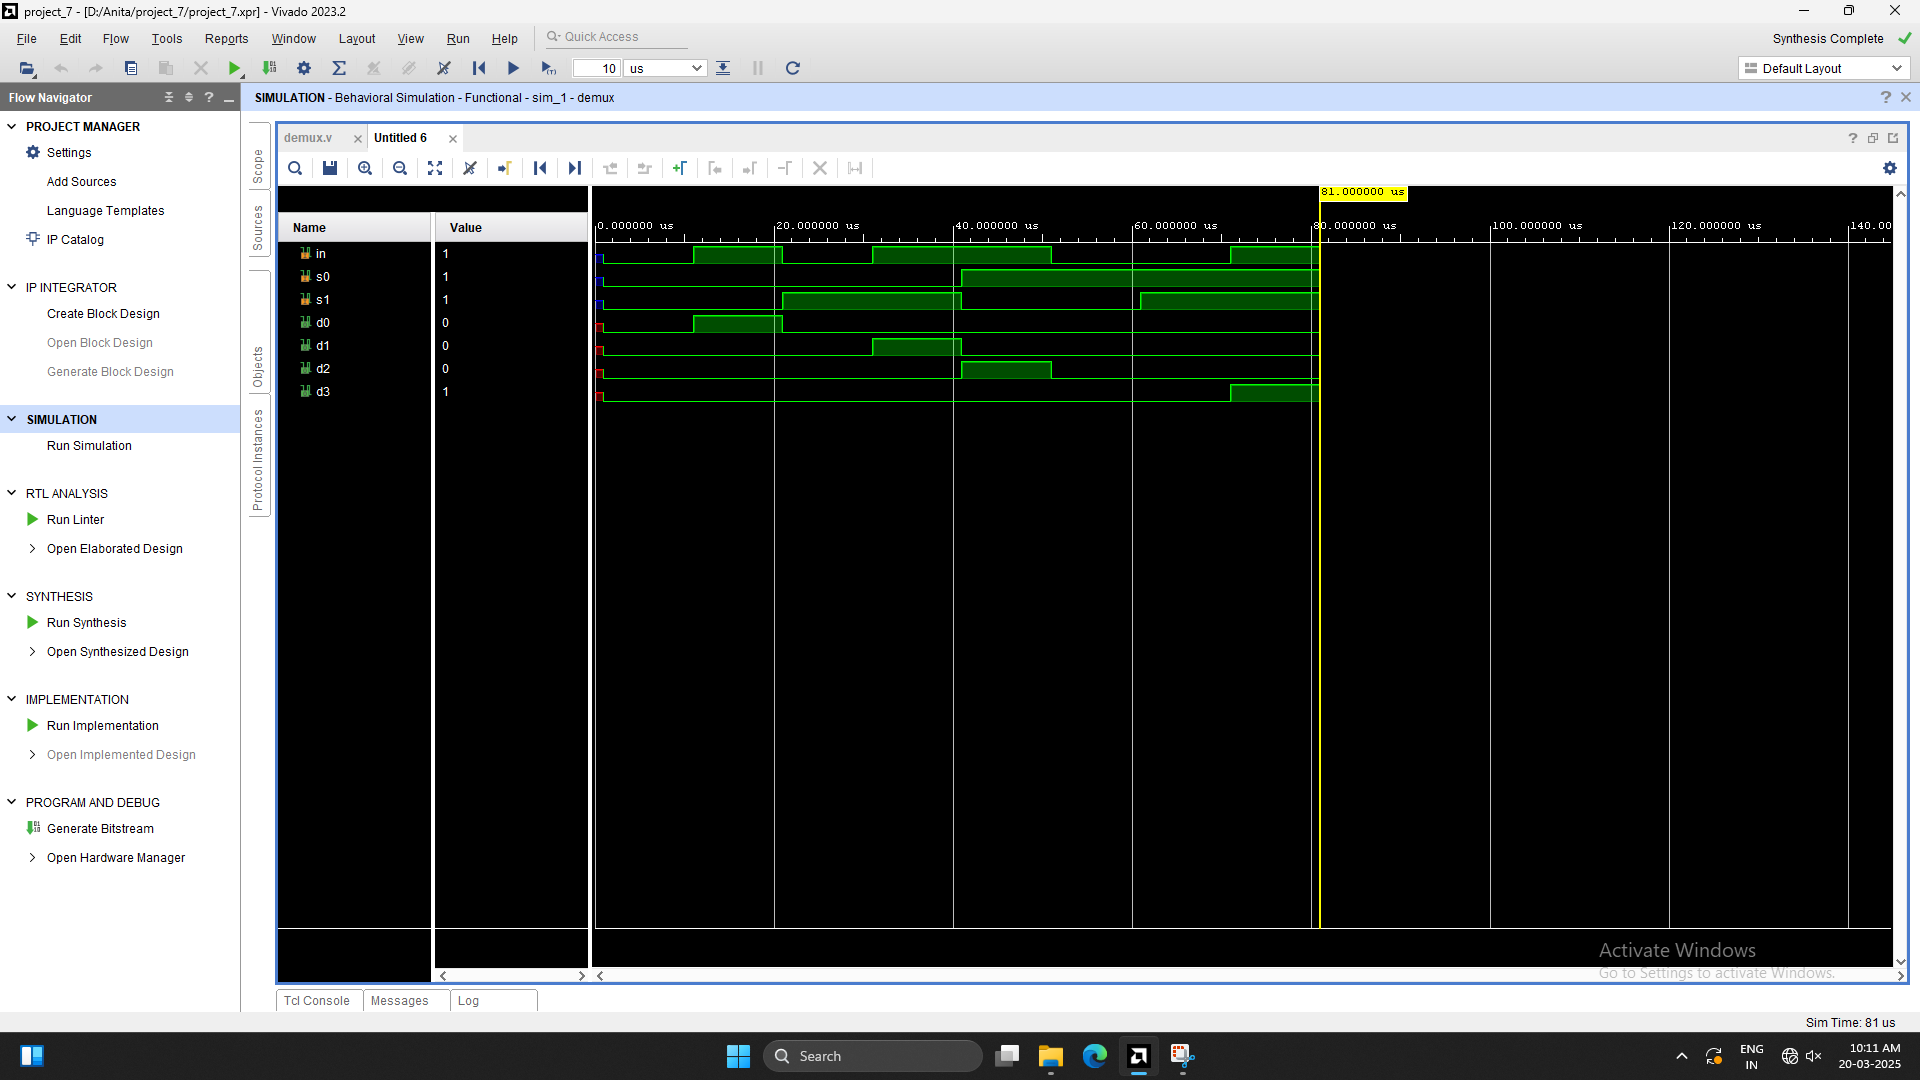 project_7 - [D:/Anita/project_7/project_7.xpr] - Vivado 2023.2
File Edit Flow Tools Reports Window Layout View Run Help Quick Access
Synthesis Complete
10 us
Default Layout
Flow Navigator
SIMULATION - Behavioral Simulation - Functional - sim_1 - demux
PROJECT MANAGER
Settings
Add Sources
Language Templates
IP Catalog
IP INTEGRATOR
Create Block Design
Open Block Design
Generate Block Design
SIMULATION
Run Simulation
RTL ANALYSIS
Run Linter
Open Elaborated Design
SYNTHESIS
Run Synthesis
Open Synthesized Design
IMPLEMENTATION
Run Implementation
Open Implemented Design
PROGRAM AND DEBUG
Generate Bitstream
Open Hardware Manager
Scope
Sources
Objects
Protocol Instances
demux.v
Untitled 6
81.000000 us
Name Value
0.000000 us 20.000000 us 40.000000 us 60.000000 us 80.000000 us 100.000000 us 120.000000 us 140.00
in 1
s0 1
s1 1
d0 0
d1 0
d2 0
d3 1
Activate Windows
Go to Settings to activate Windows.
Tcl Console Messages Log
Sim Time: 81 us
Search
ENG
IN
10:11 AM
20-03-2025